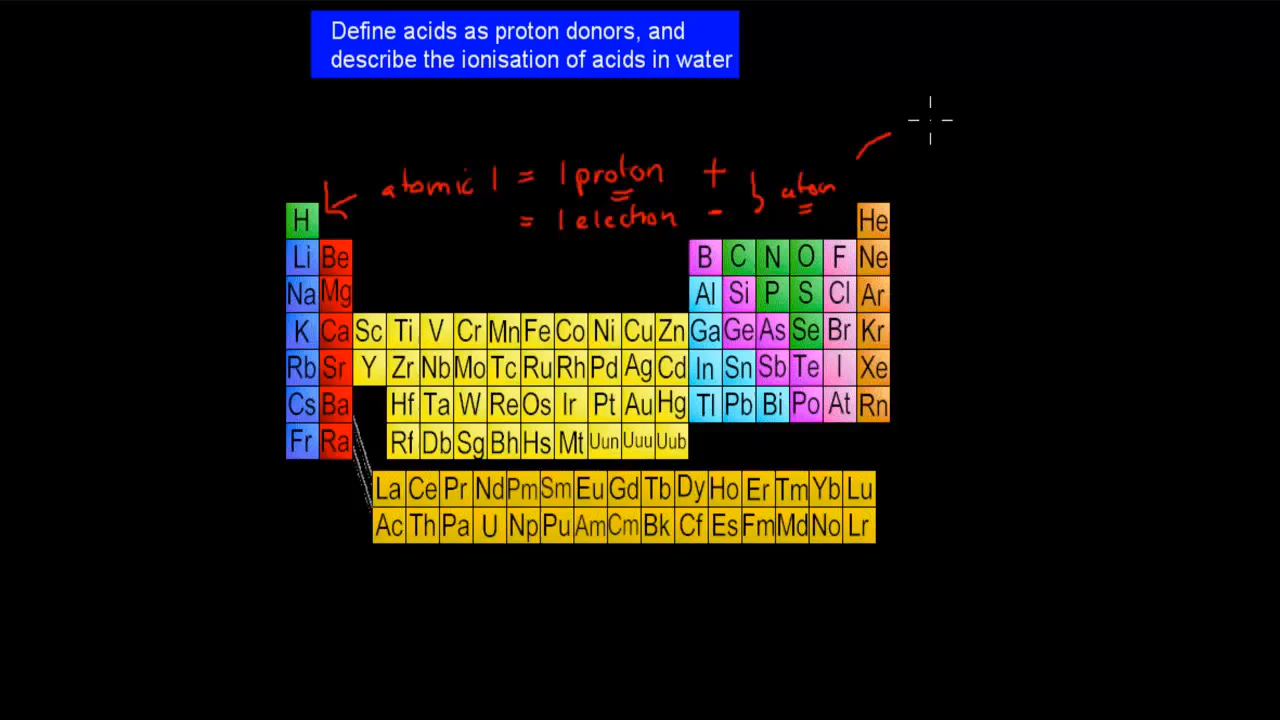 Define acids as proton donors, and
describe the ionisation of acids in water
atomic 1 = 1 proton +
= 1 electron - } atom
H He
Li Be B C N O F Ne
Na Mg Al Si P S Cl Ar
K Ca Sc Ti V Cr Mn Fe Co Ni Cu Zn Ga Ge As Se Br Kr
Rb Sr Y Zr Nb Mo Tc Ru Rh Pd Ag Cd In Sn Sb Te I Xe
Cs Ba Hf Ta W Re Os Ir Pt Au Hg Tl Pb Bi Po At Rn
Fr Ra Rf Db Sg Bh Hs Mt Uun Uuu Uub
La Ce Pr Nd Pm Sm Eu Gd Tb Dy Ho Er Tm Yb Lu
Ac Th Pa U Np Pu Am Cm Bk Cf Es Fm Md No Lr